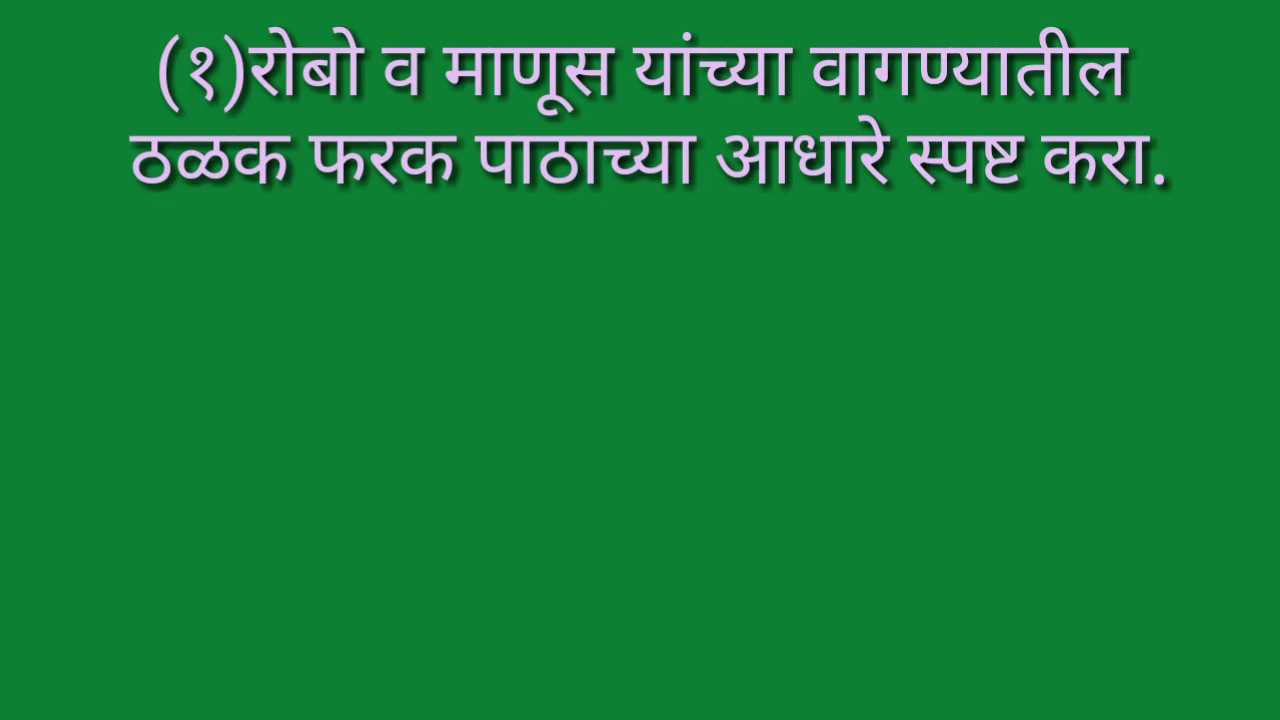 (१)रोबो व माणूस यांच्या वागण्यातील
ठळक फरक पाठाच्या आधारे स्पष्ट करा.